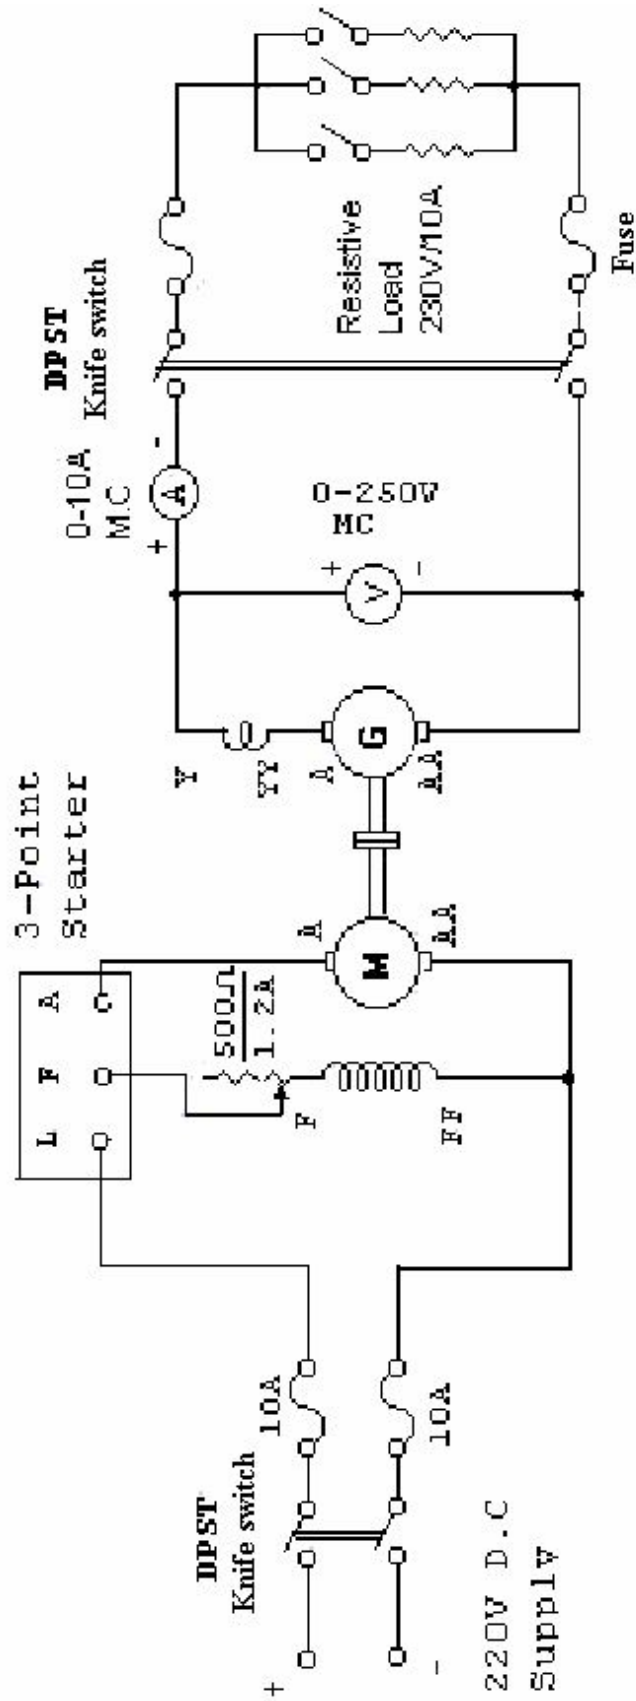 3-Point
Starter
L F A
500Ω
1.2A
F
FF
A
AA
M
Y
YY
A
AA
G
0-10A
M.C
+
-
A
0-250V
MC
+
-
V
DPST
Knife switch
Resistive
Load
230V/10A
Fuse
DPST
Knife switch
10A
10A
+
-
220V D.C
Supply